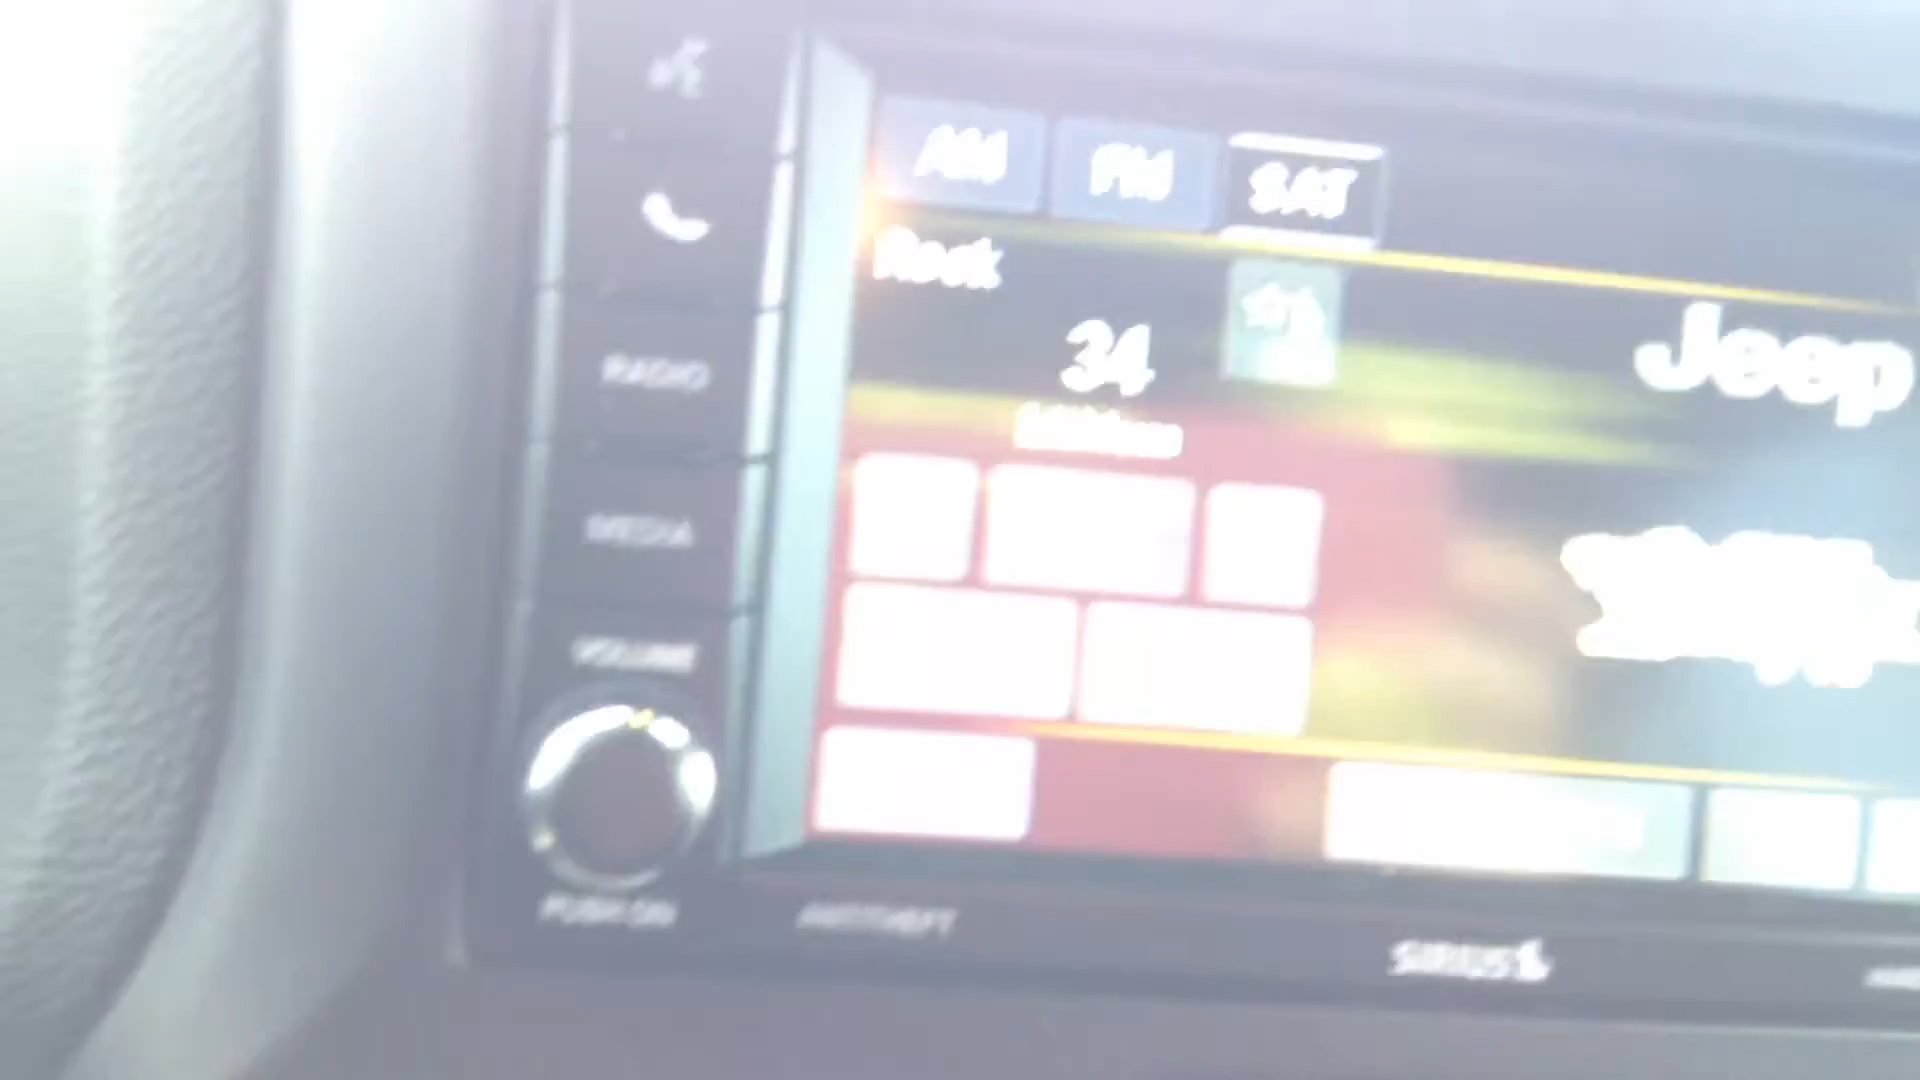 AM FM SAT
Rock
34
Jeep
RADIO
MEDIA
VOLUME
PUSH ON
ANTITHEFT
SIRIUS